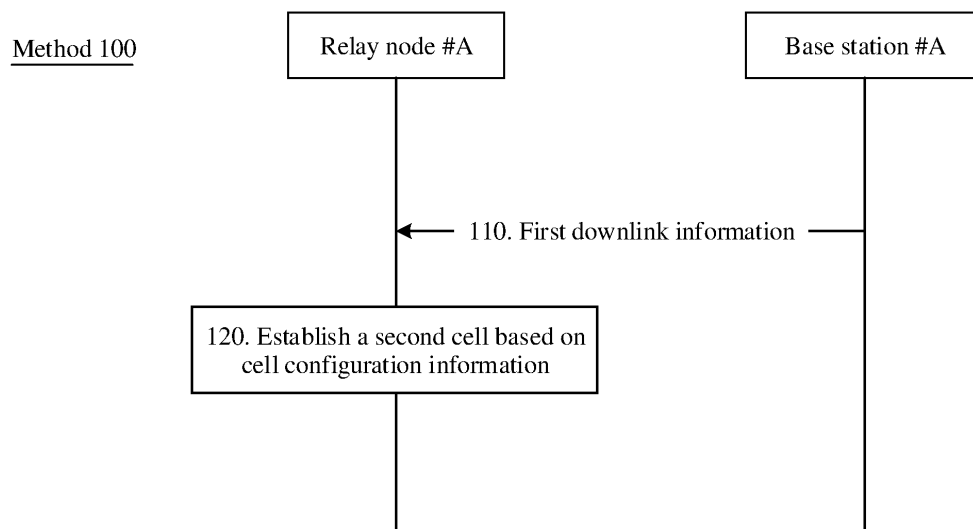 Method 100
Relay node #A
Base station #A
110. First downlink information
120. Establish a second cell based on
cell configuration information